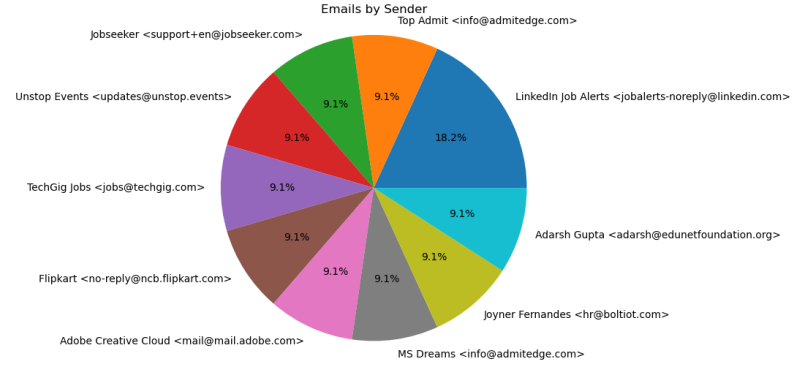 Emails by Sender
Top Admit <info@admitedge.com>
Jobseeker <support+en@jobseeker.com>
Unstop Events <updates@unstop.events>
LinkedIn Job Alerts <jobalerts-noreply@linkedin.com>
9.1%
9.1%
9.1%
18.2%
TechGig Jobs <jobs@techgig.com>
9.1%
9.1%
Adarsh Gupta <adarsh@edunetfoundation.org>
9.1%
9.1%
Flipkart <no-reply@ncb.flipkart.com>
9.1%
9.1%
Joyner Fernandes <hr@boltiot.com>
Adobe Creative Cloud <mail@mail.adobe.com>
MS Dreams <info@admitedge.com>